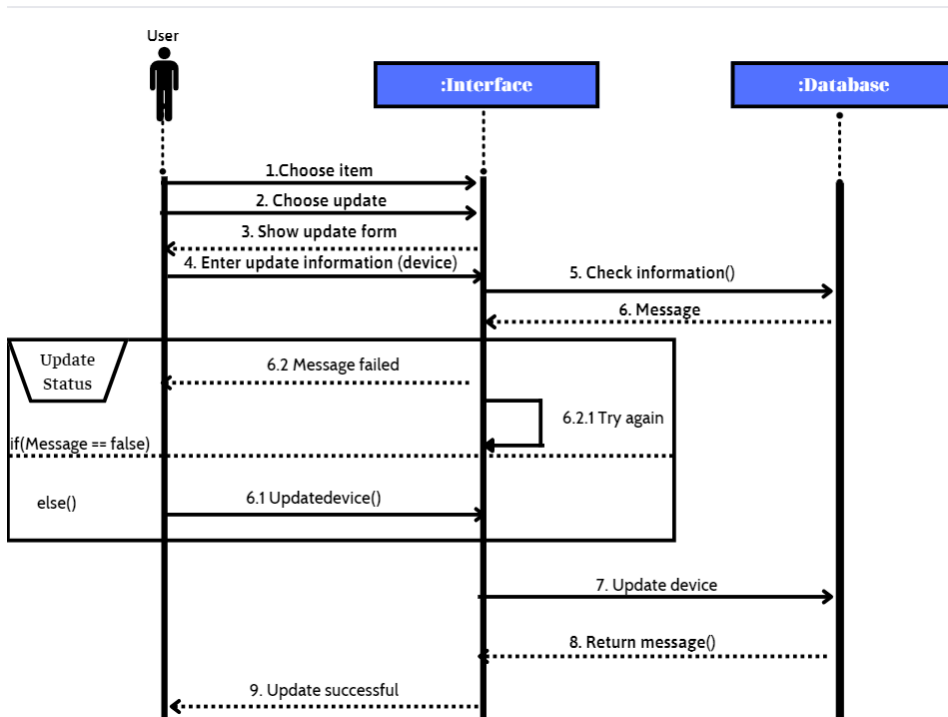 User
:Interface
:Database
1.Choose item
2. Choose update
3. Show update form
4. Enter update information (device)
5. Check information()
6. Message
Update
Status
6.2 Message failed
6.2.1 Try again
if(Message == false)
else()
6.1 Updatedevice()
7. Update device
8. Return message()
9. Update successful